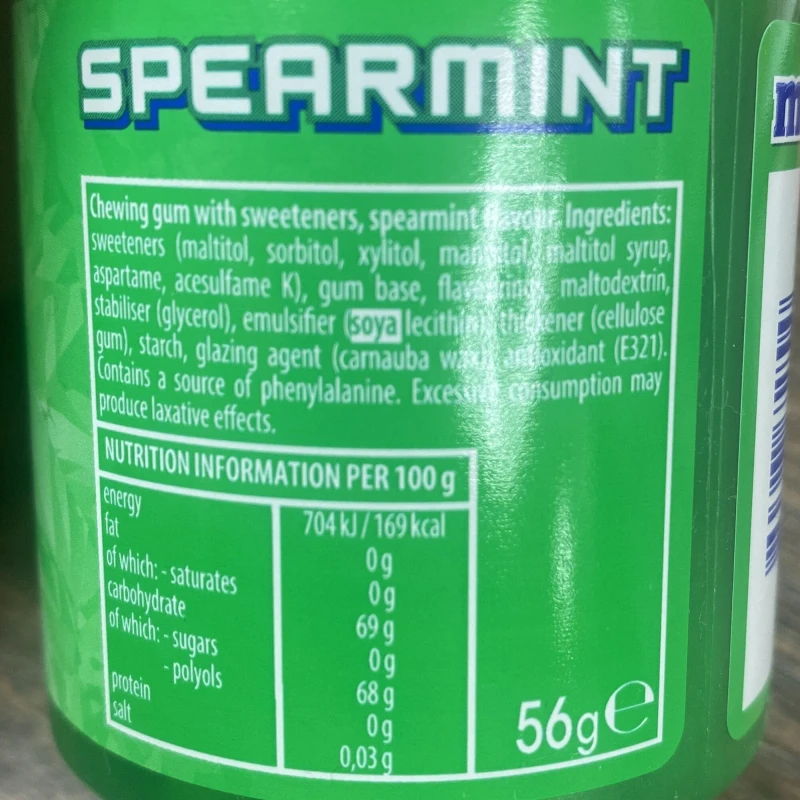 SPEARMINT
Chewing gum with sweeteners, spearmint flavour. Ingredients:
sweeteners (maltitol, sorbitol, xylitol, mannitol, maltitol syrup,
aspartame, acesulfame K), gum base, flavourings, maltodextrin,
stabiliser (glycerol), emulsifier (soya lecithin), thickener (cellulose
gum), starch, glazing agent (carnauba wax), antioxidant (E321).
Contains a source of phenylalanine. Excessive consumption may
produce laxative effects.
NUTRITION INFORMATION PER 100 g
energy 704 kJ / 169 kcal
fat 0 g
of which: - saturates 0 g
carbohydrate 69 g
of which: - sugars 0 g
- polyols 68 g
protein 0 g
salt 0,03 g
56g e